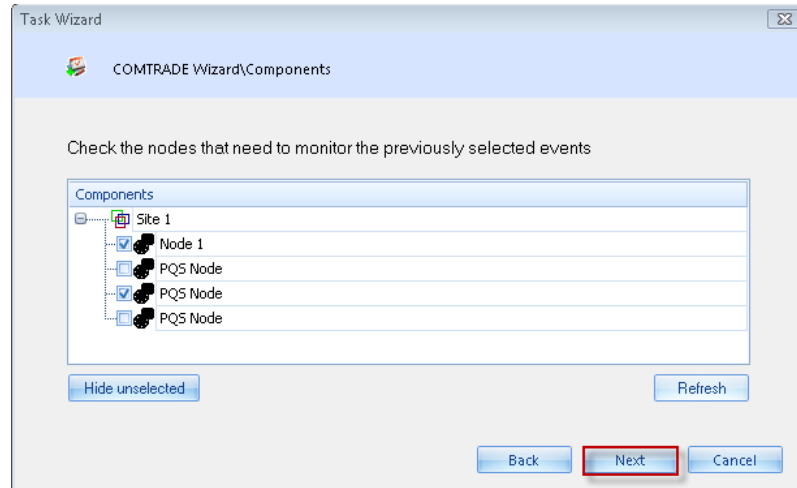 Task Wizard
COMTRADE Wizard\Components
Check the nodes that need to monitor the previously selected events
Components
Site 1
Node 1
PQS Node
PQS Node
PQS Node
Hide unselected
Refresh
Back
Next
Cancel